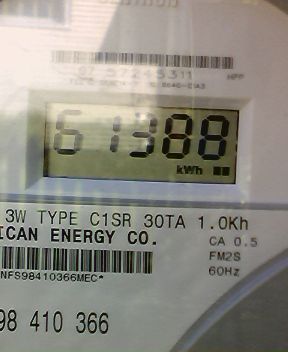 57245311
61388
kWh
3W TYPE C1SR 30TA 1.0Kh
ICAN ENERGY CO.
CA 0.5
FM2S
60Hz
NFS98410366MEC*
98 410 366